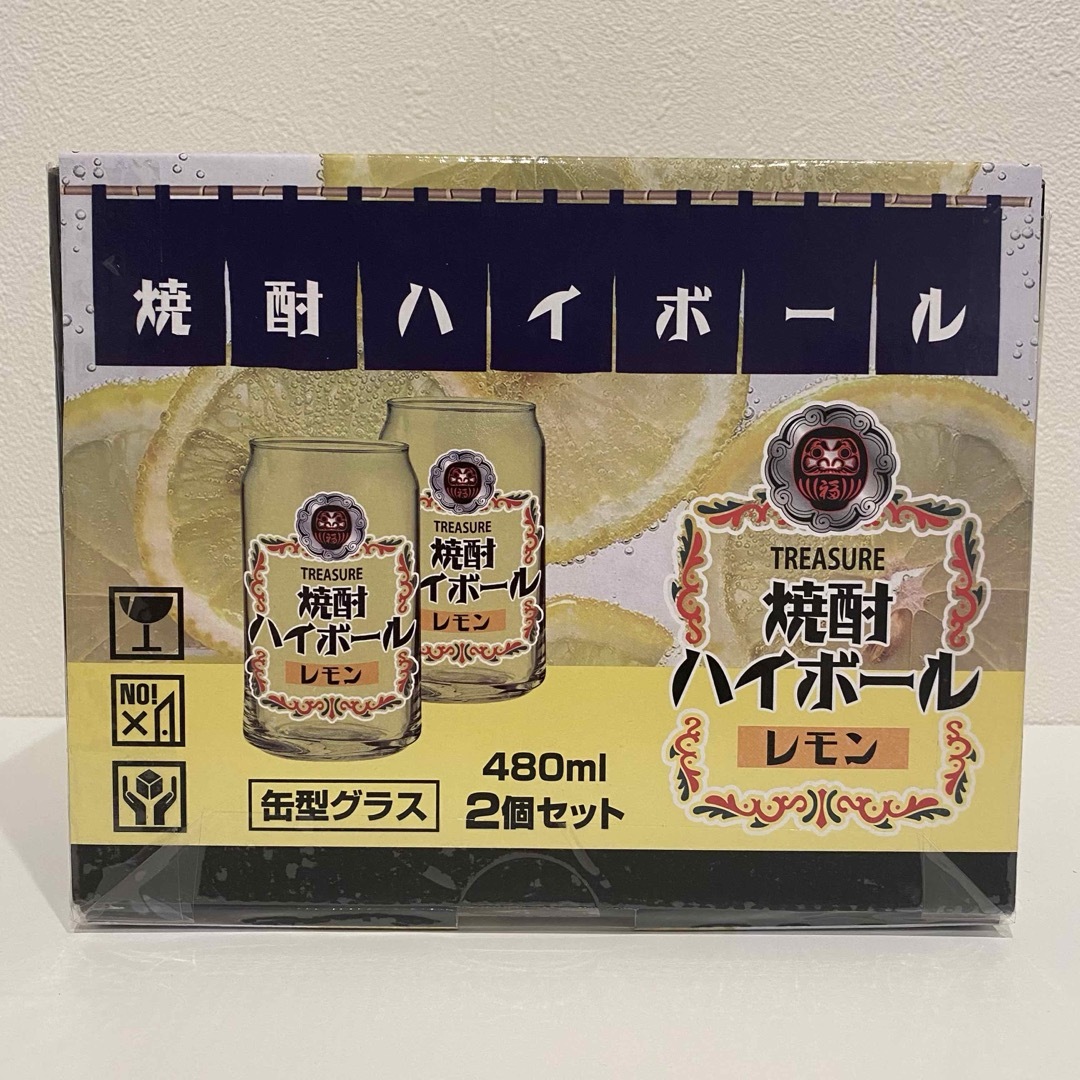 焼酎ハイボール
福
TREASURE
焼酎
ハイボール
レモン
TREASURE
焼酎
イボール
レモン
福
TREASURE
焼酎
ハイボール
レモン
NO!
缶型グラス
480ml
2個セット